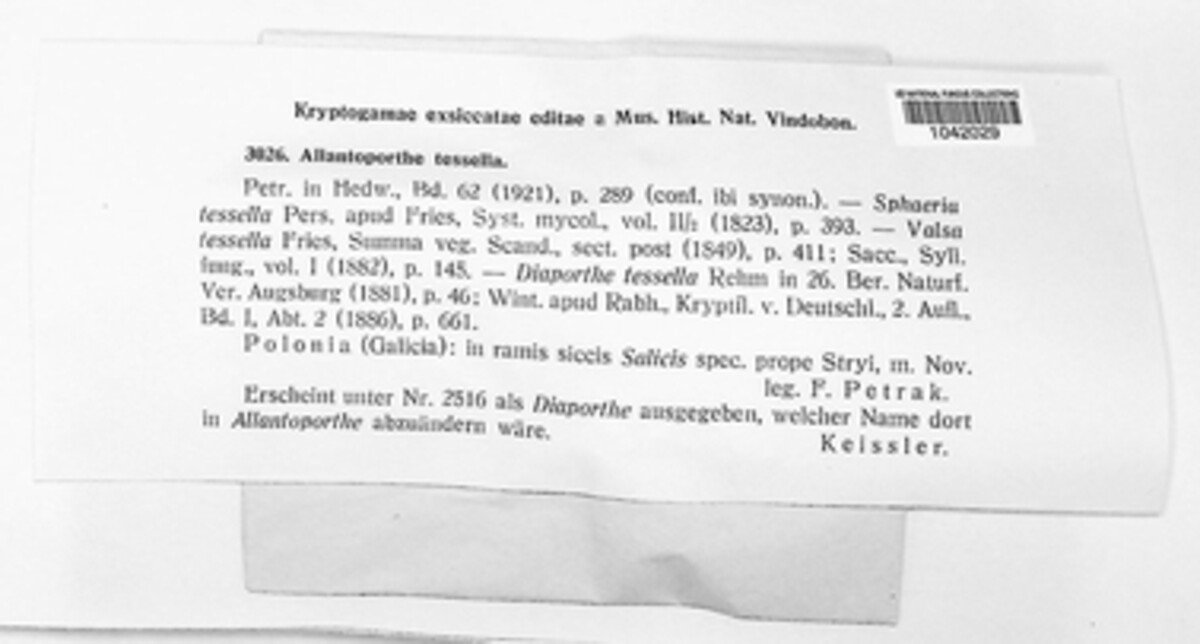 US NATIONAL FUNGUS COLLECTIONS
1042029
Kryptogamae exsiccatae editae a Mus. Hist. Nat. Vindobon.
3026. Allantoporthe tessella.
Petr. in Hedw., Bd. 62 (1921), p. 289 (conf. ibi synon.). — Sphaeria
tessella Pers. apud Fries, Syst. mycol., vol. II/2 (1823), p. 393. — Valsa
tessella Fries, Summa veg. Scand., sect. post (1849), p. 411; Sacc., Syll.
fung., vol. I (1882), p. 145. — Diaporthe tessella Rehm in 26. Ber. Naturf.
Ver. Augsburg (1881), p. 46; Wint. apud Rabh., Kryptfl. v. Deutschl., 2. Aufl.,
Bd. I, Abt. 2 (1886), p. 661.
Polonia (Galicia): in ramis siccis Salicis spec. prope Stryi, m. Nov.
leg. F. Petrak.
Erscheint unter Nr. 2516 als Diaporthe ausgegeben, welcher Name dort
in Allantoporthe abzuändern wäre.
Keissler.